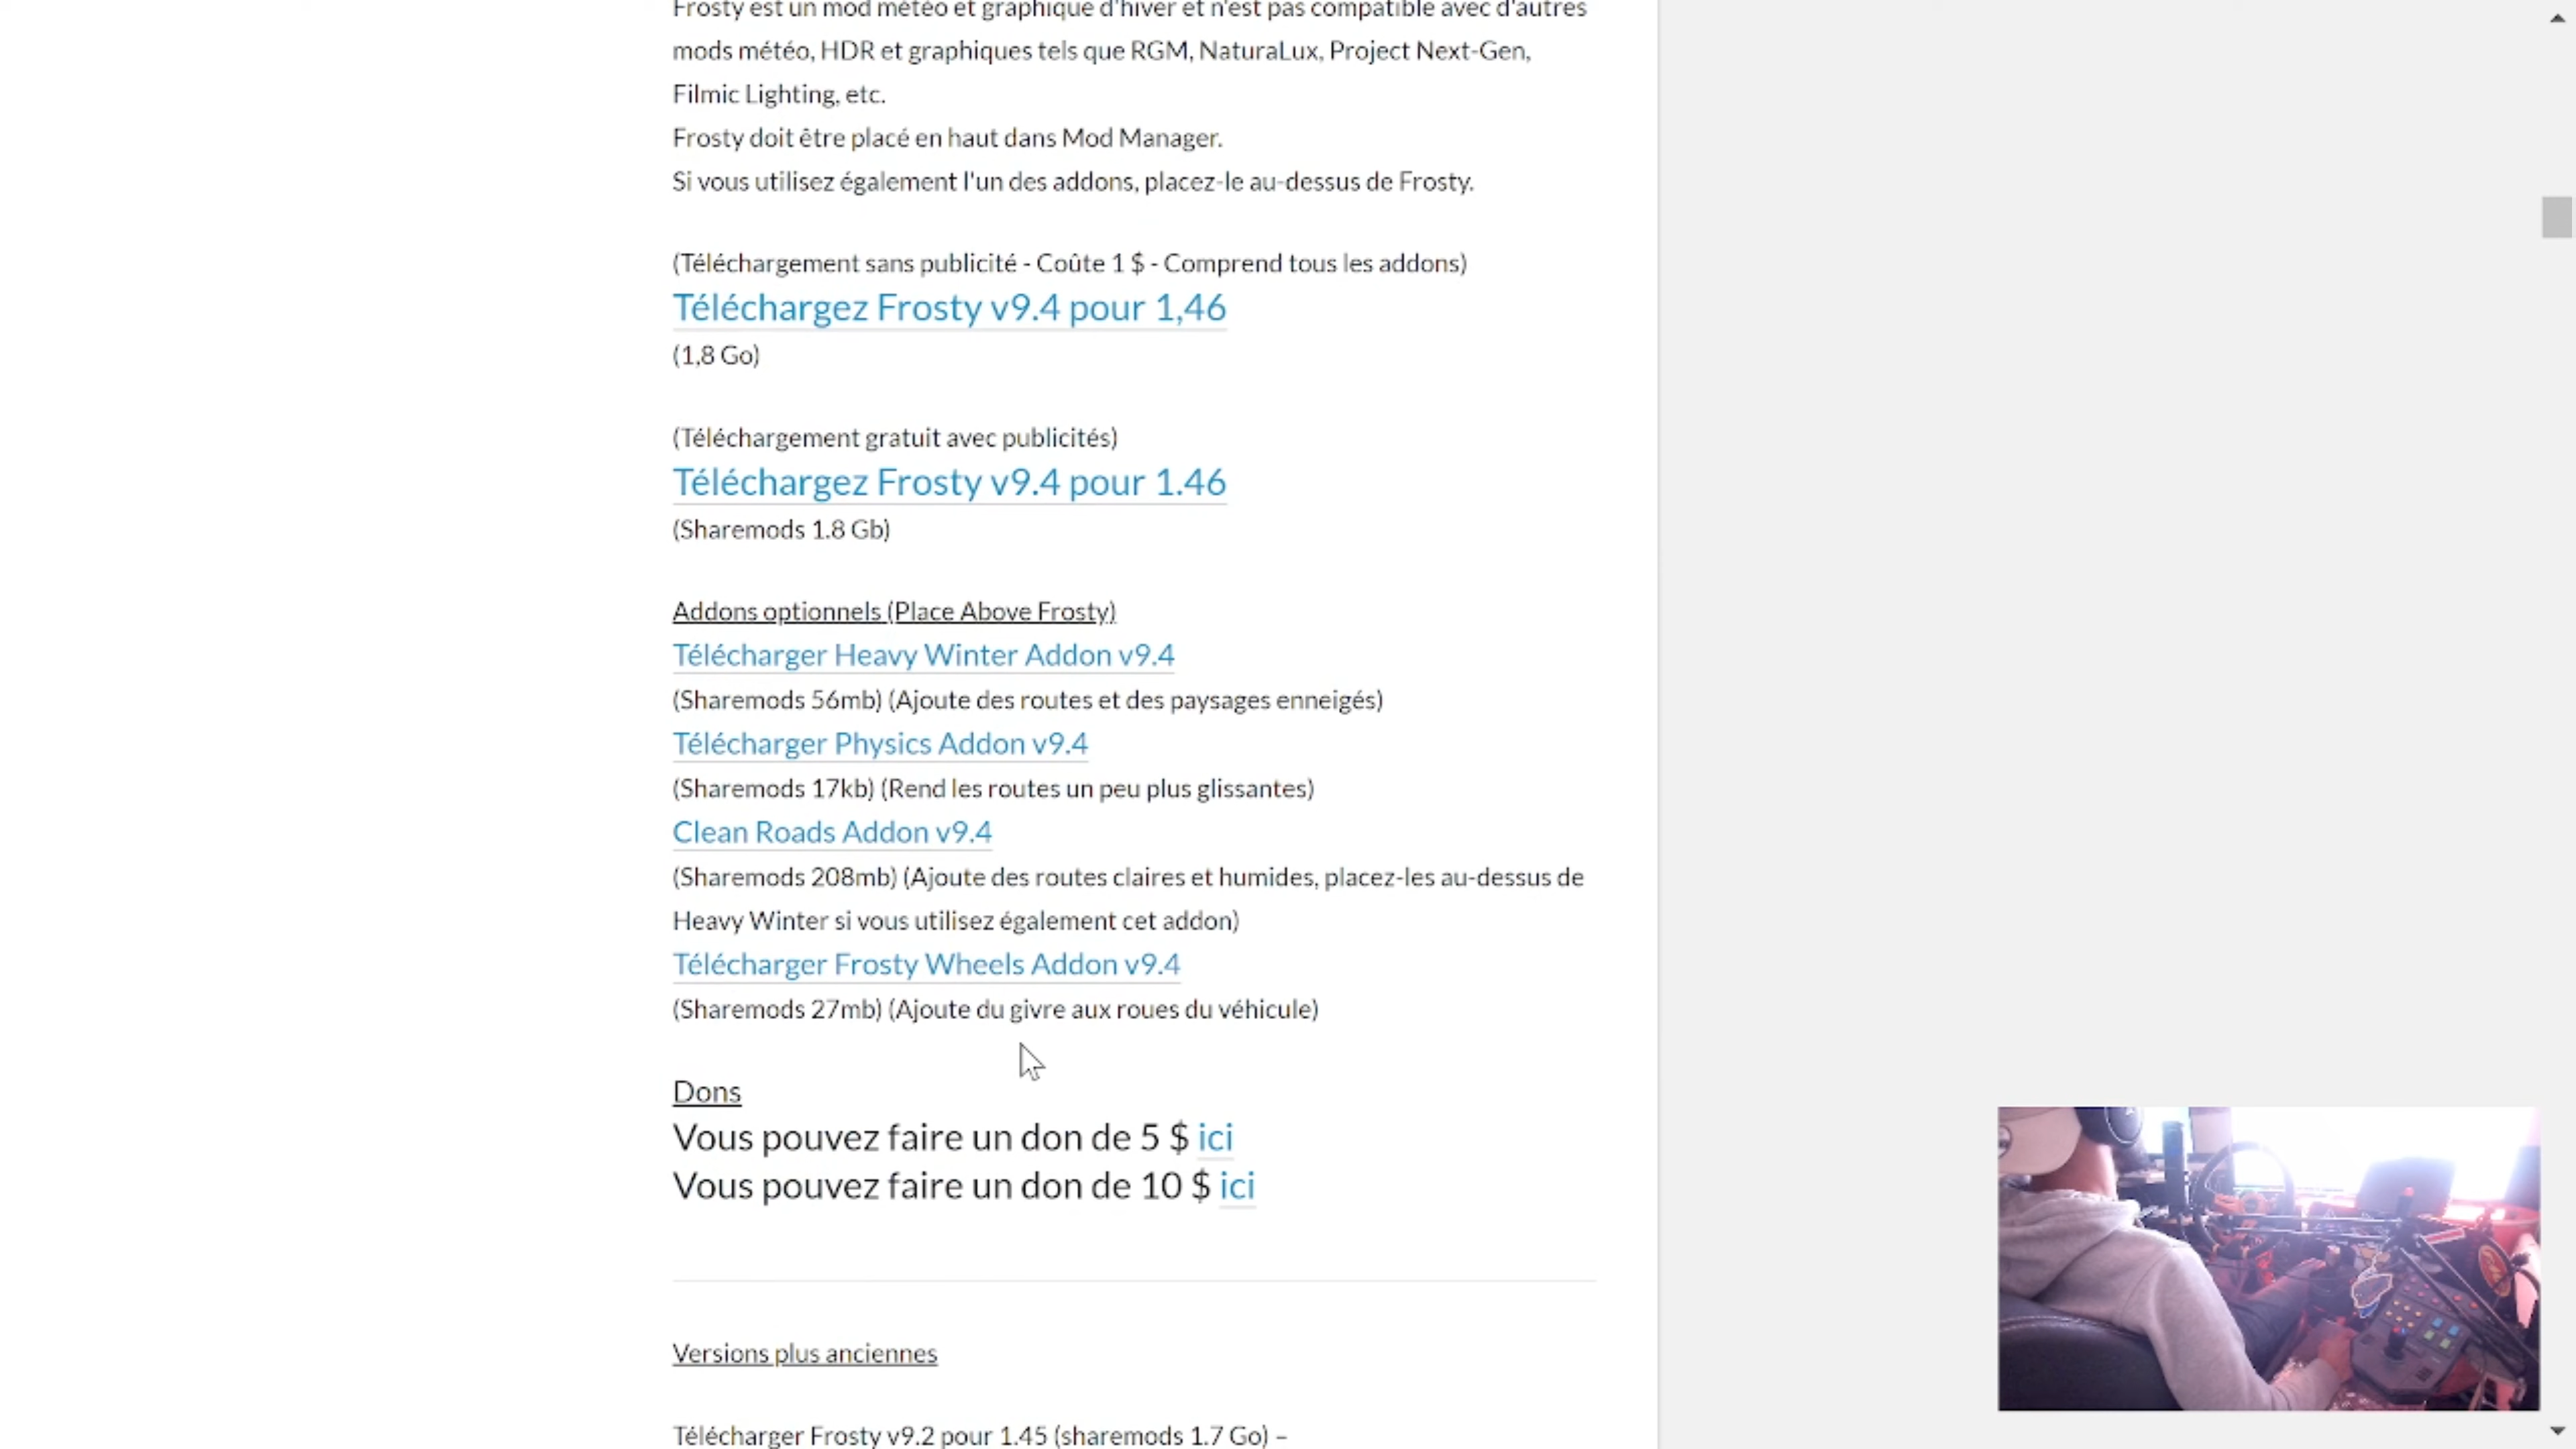 Frosty est un mod météo et graphique d'hiver et n'est pas compatible avec d'autres
mods météo, HDR et graphiques tels que RGM, NaturaLux, Project Next-Gen,
Filmic Lighting, etc.
Frosty doit être placé en haut dans Mod Manager.
Si vous utilisez également l'un des addons, placez-le au-dessus de Frosty.
(Téléchargement sans publicité - Coûte 1 $ - Comprend tous les addons)
Téléchargez Frosty v9.4 pour 1,46
(1,8 Go)
(Téléchargement gratuit avec publicités)
Téléchargez Frosty v9.4 pour 1.46
(Sharemods 1.8 Gb)
Addons optionnels (Place Above Frosty)
Télécharger Heavy Winter Addon v9.4
(Sharemods 56mb) (Ajoute des routes et des paysages enneigés)
Télécharger Physics Addon v9.4
(Sharemods 17kb) (Rend les routes un peu plus glissantes)
Clean Roads Addon v9.4
(Sharemods 208mb) (Ajoute des routes claires et humides, placez-les au-dessus de
Heavy Winter si vous utilisez également cet addon)
Télécharger Frosty Wheels Addon v9.4
(Sharemods 27mb) (Ajoute du givre aux roues du véhicule)
Dons
Vous pouvez faire un don de 5 $ ici
Vous pouvez faire un don de 10 $ ici
Versions plus anciennes
Télécharger Frosty v9.2 pour 1.45 (sharemods 1.7 Go) –